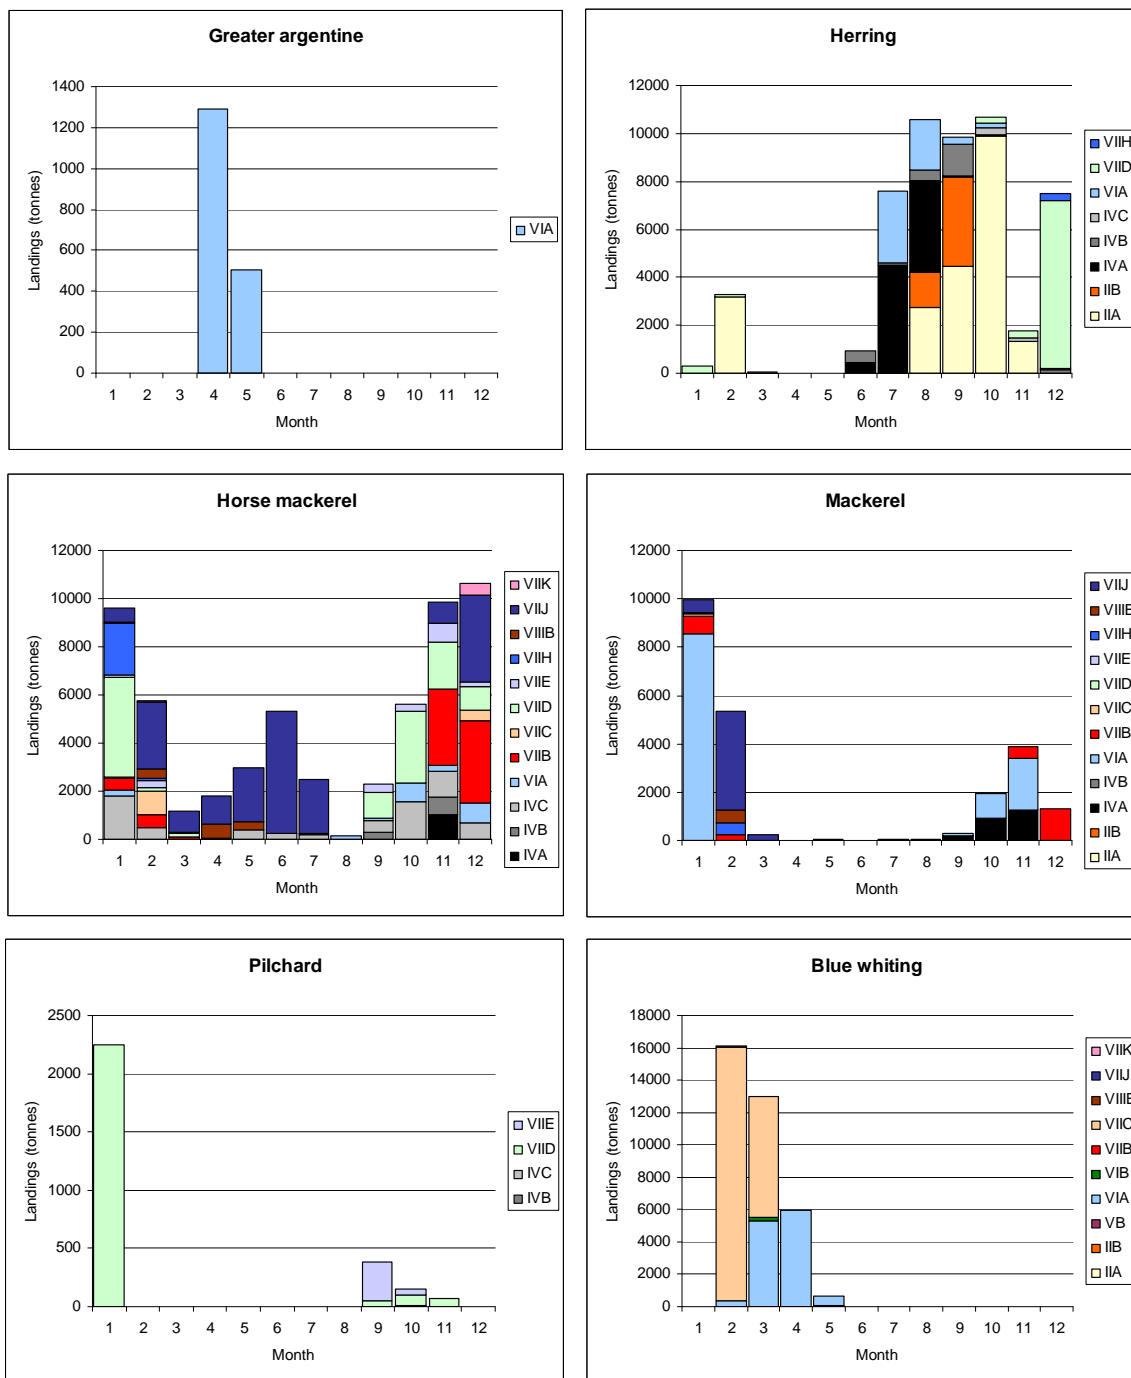 Greater argentine
1400
1200
1000
800
600
400
200
0
Landings (tonnes)
1 2 3 4 5 6 7 8 9 10 11 12
Month
VIA
Herring
12000
10000
8000
6000
4000
2000
0
Landings (tonnes)
1 2 3 4 5 6 7 8 9 10 11 12
Month
VIIH
VIID
VIA
IVC
IVB
IVA
IIB
IIA
Horse mackerel
12000
10000
8000
6000
4000
2000
0
Landings (tonnes)
1 2 3 4 5 6 7 8 9 10 11 12
Month
VIIK
VIIJ
VIIIB
VIIH
VIIE
VIID
VIIC
VIIB
VIA
IVC
IVB
IVA
Mackerel
12000
10000
8000
6000
4000
2000
0
Landings (tonnes)
1 2 3 4 5 6 7 8 9 10 11 12
Month
VIIJ
VIIIB
VIIH
VIIE
VIID
VIIC
VIIB
VIA
IVB
IVA
IIB
IIA
Pilchard
2500
2000
1500
1000
500
0
Landings (tonnes)
1 2 3 4 5 6 7 8 9 10 11 12
Month
VIIE
VIID
IVC
IVB
Blue whiting
18000
16000
14000
12000
10000
8000
6000
4000
2000
0
Landings (tonnes)
1 2 3 4 5 6 7 8 9 10 11 12
Month
VIIK
VIIJ
VIIIB
VIIC
VIIB
VIB
VIA
VB
IIB
IIA